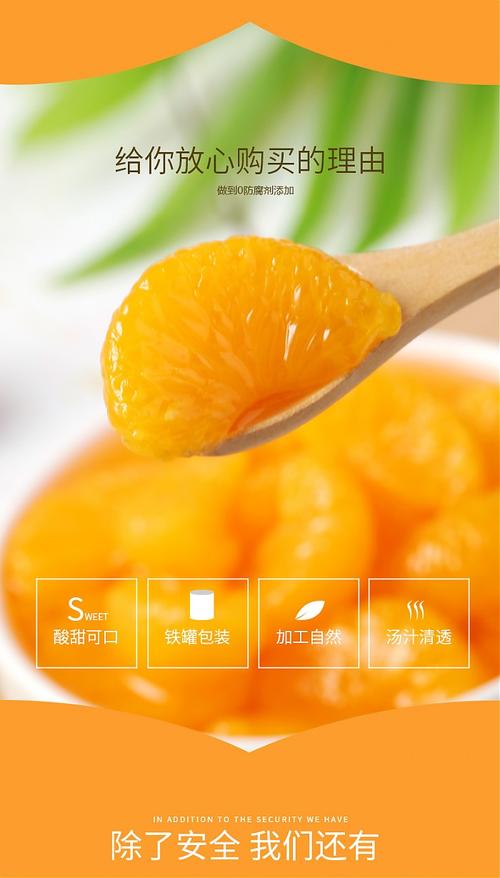 给你放心购买的理由
做到0防腐剂添加
SWEET
酸甜可口
铁罐包装
加工自然
汤汁清透
IN ADDITION TO THE SECURITY WE HAVE
除了安全 我们还有